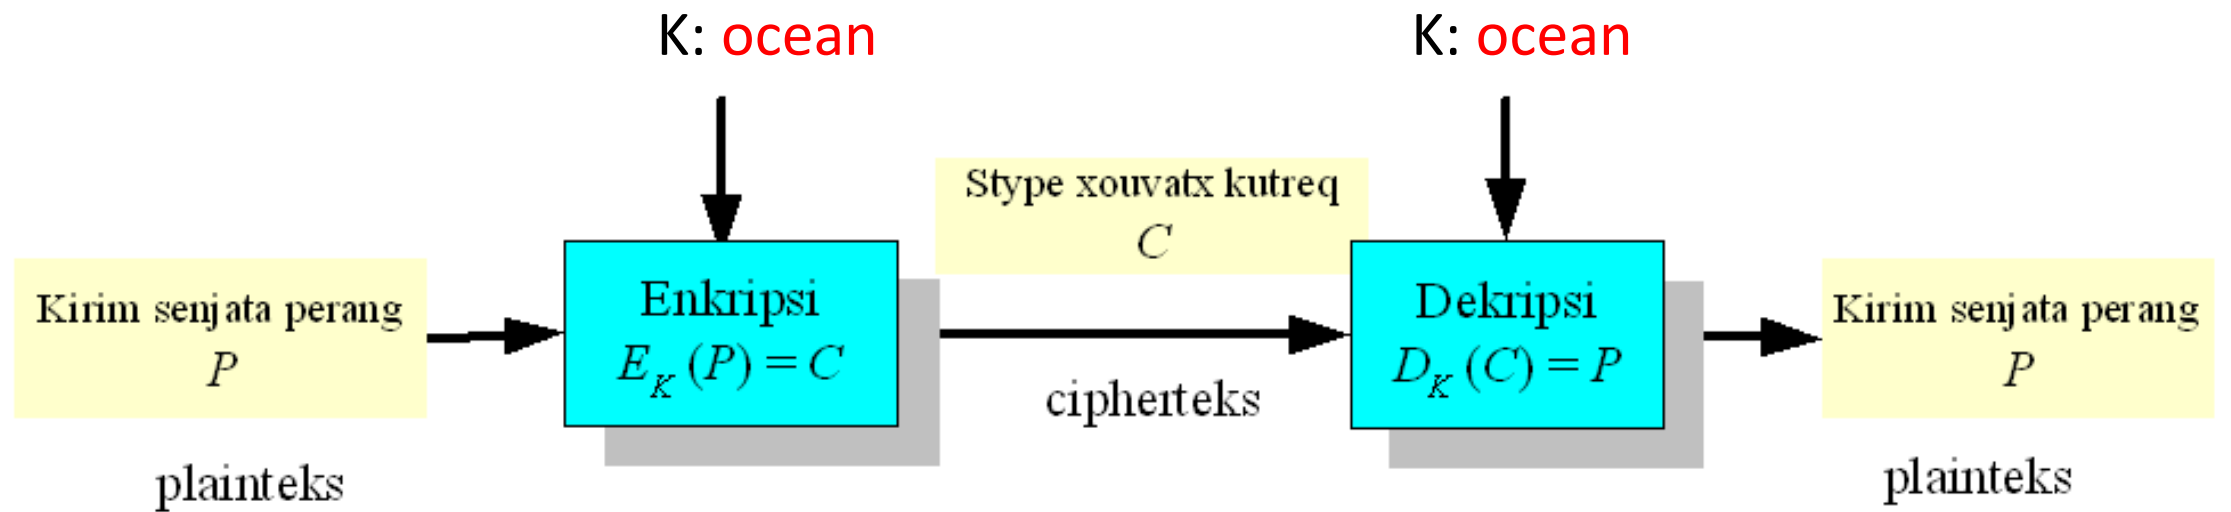 K: ocean
K: ocean
Kirim senjata perang
P
plainteks
Enkripsi
E_K (P) = C
Stype xouvatx kutreq
C
cipherteks
Dekripsi
D_K (C) = P
Kirim senjata perang
P
plainteks